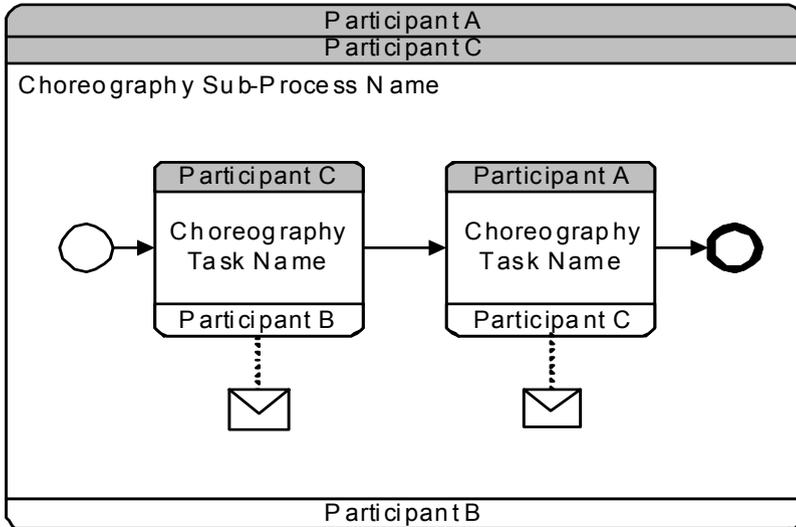 Participant A
Participant C
Choreography Sub-Process Name
Participant C
Choreography
Task Name
Participant B
Participant A
Choreography
Task Name
Participant C
Participant B